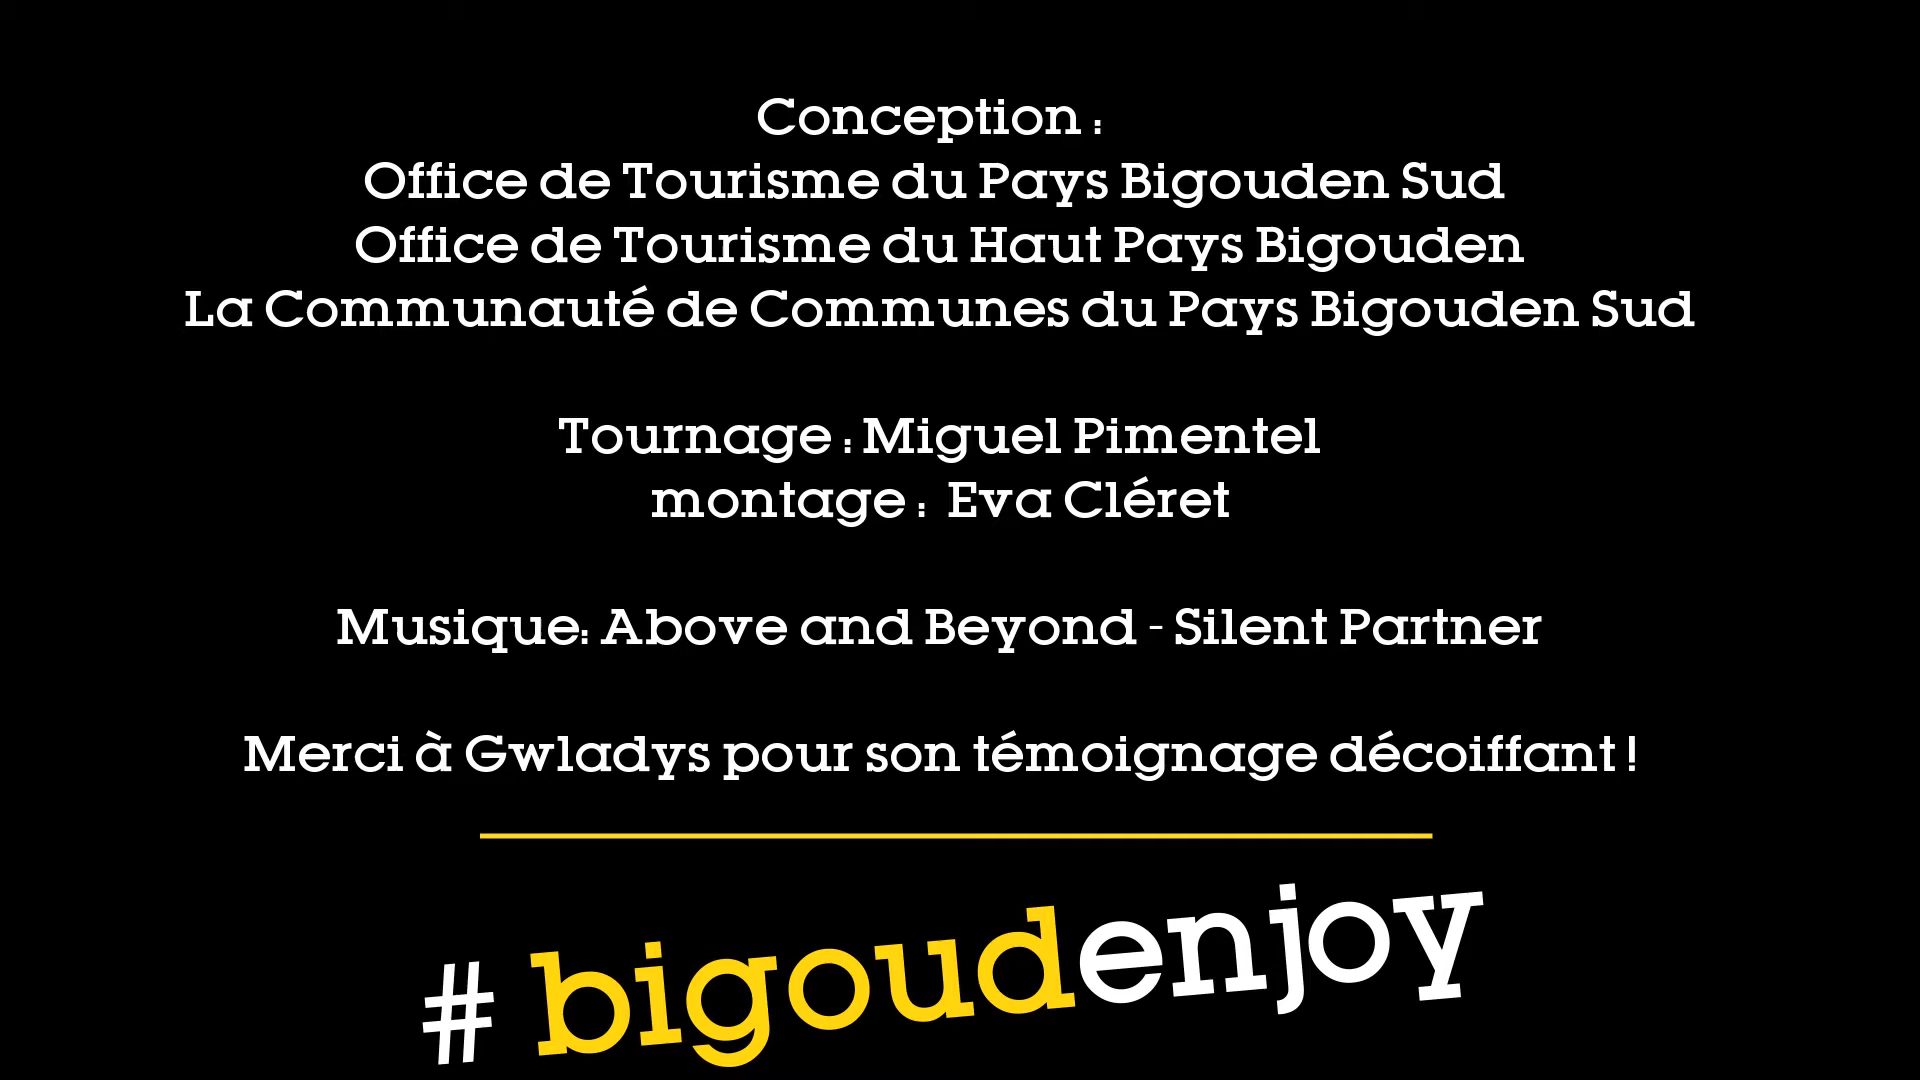 Conception :
Office de Tourisme du Pays Bigouden Sud
Office de Tourisme du Haut Pays Bigouden
La Communauté de Communes du Pays Bigouden Sud
Tournage : Miguel Pimentel
montage :  Eva Cléret
Musique: Above and Beyond - Silent Partner
Merci à Gwladys pour son témoignage décoiffant !
# bigoudenjoy